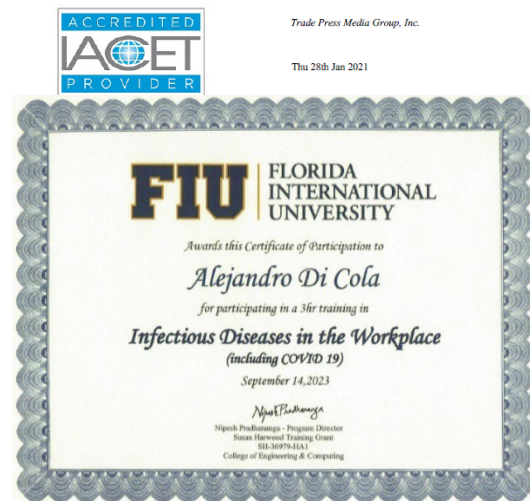 ACCREDITED
IACET
PROVIDER
Trade Press Media Group, Inc.
Thu 28th Jan 2021
FIU
FLORIDA
INTERNATIONAL
UNIVERSITY
Awards this Certificate of Participation to
Alejandro Di Cola
for participating in a 3hr training in
Infectious Diseases in the Workplace
(including COVID 19)
September 14,2023
Nipesh Pradhananga
Nipesh Pradhananga - Program Director
Susan Harwood Training Grant
SH-36979-HA1
College of Engineering & Computing